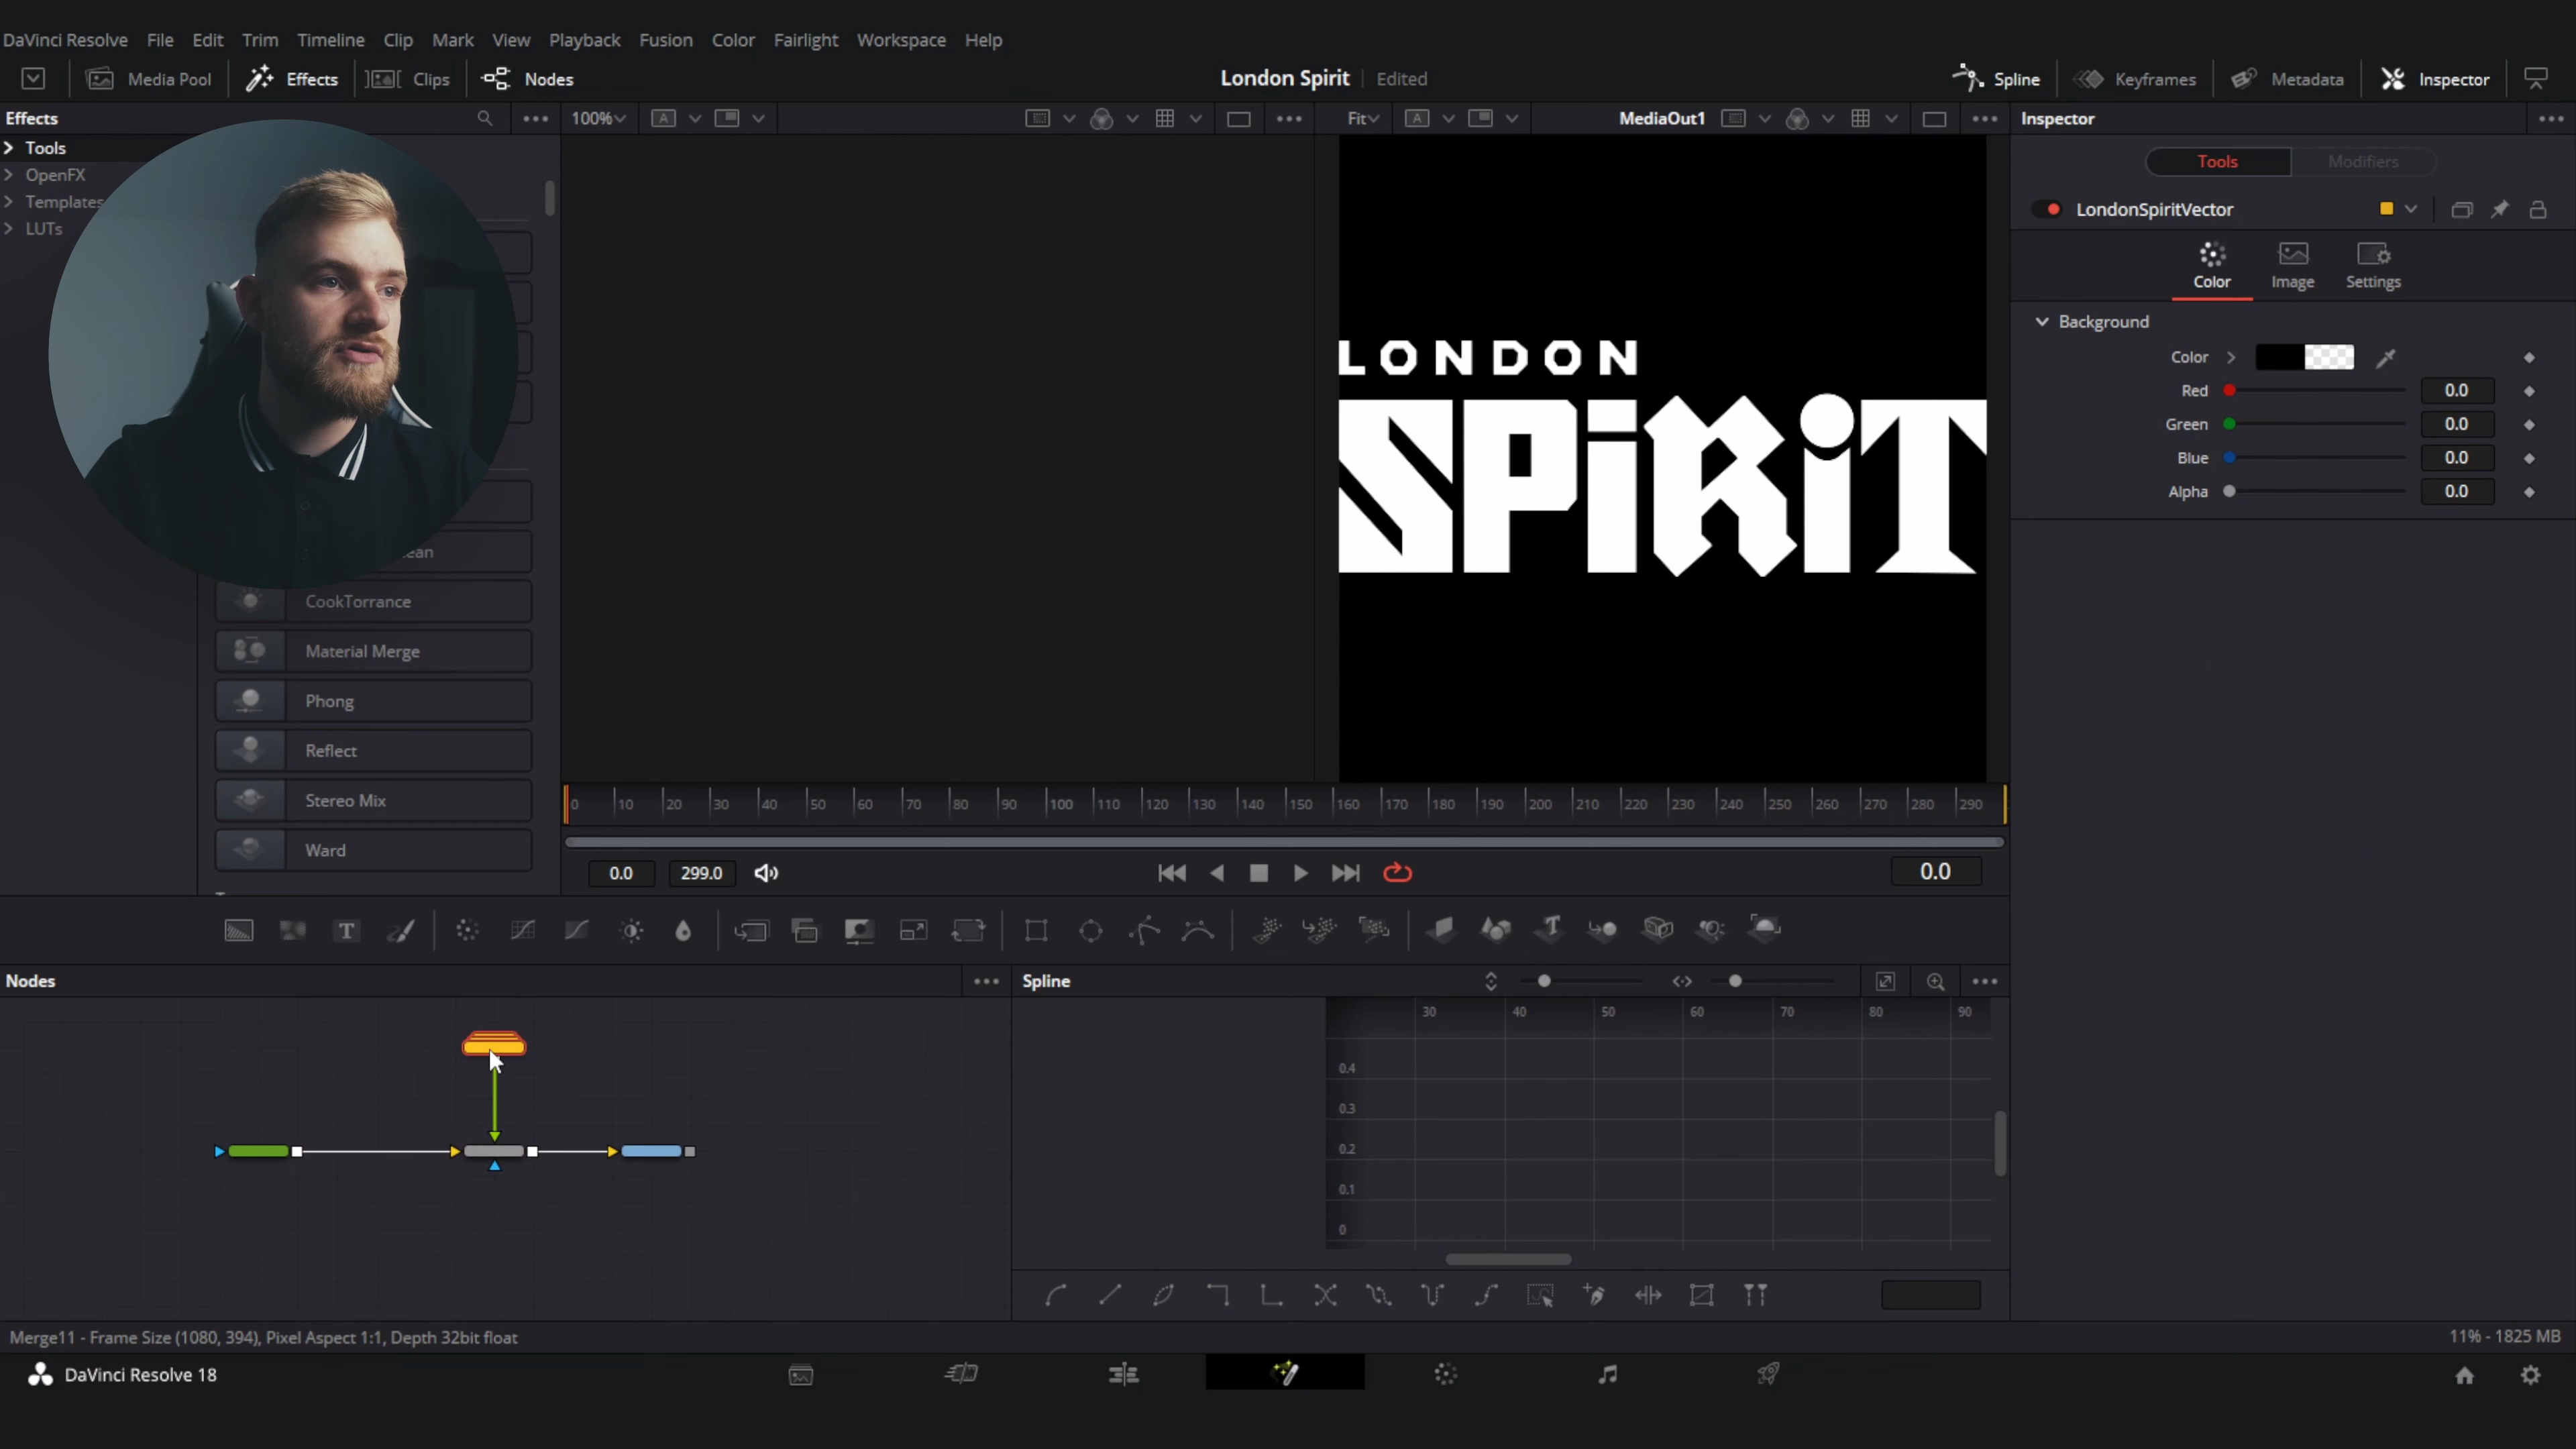 DaVinci Resolve File Edit Trim Timeline Clip Mark View Playback Fusion Color Fairlight Workspace Help
Media Pool Effects Clips Nodes London Spirit Edited Spline Keyframes Metadata Inspector
Effects 100% A Fit A MediaOut1 Inspector
Tools
OpenFX
Templates
LUTs
CookTorrance
Material Merge
Phong
Reflect
Stereo Mix
Ward
LONDON
SPiRiT
Tools Modifiers
LondonSpiritVector
Color Image Settings
Background
Color
Red 0.0
Green 0.0
Blue 0.0
Alpha 0.0
0 10 20 30 40 50 60 70 80 90 100 110 120 130 140 150 160 170 180 190 200 210 220 230 240 250 260 270 280 290
0.0 299.0 0.0
T T
Nodes Spline
30 40 50 60 70 80 90
0.4
0.3
0.2
0.1
0
Merge11 - Frame Size (1080, 394), Pixel Aspect 1:1, Depth 32bit float 11% - 1825 MB
DaVinci Resolve 18